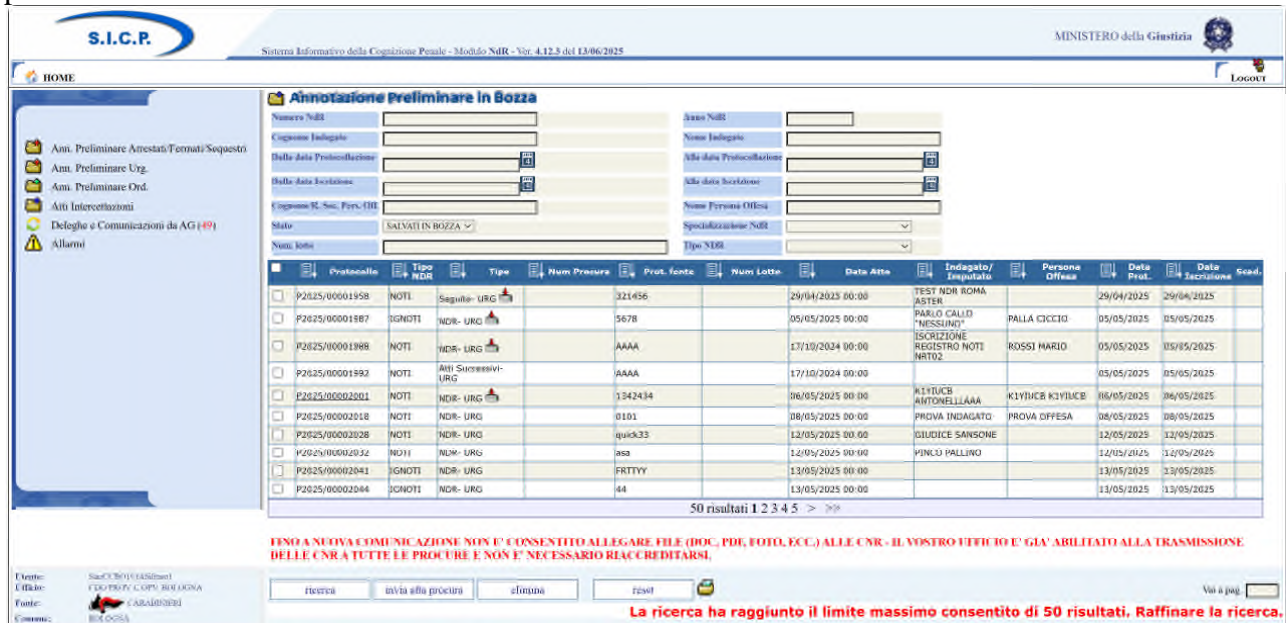 S.I.C.P.
Sistema Informativo della Cognizione Penale - Modulo NdR - Ver. 4.12.3 del 13/06/2025
MINISTERO della Giustizia
HOME
LOGOUT
Annotazione Preliminare in Bozza
Numero NdR Anno NdR
Cognome Indagato Nome Indagato
Dalla data Protocollazione Alla data Protocollazione
Dalla data Iscrizione Alla data Iscrizione
Cognome/R. Soc. Pers. Off. Nome Persona Offesa
Stato SALVATI IN BOZZA Specializzazione NdR
Num. lotto Tipo NDR
Ann. Preliminare Arrestati/Fermati/Sequestri
Ann. Preliminare Urg.
Ann. Preliminare Ord.
Atti Intercettazioni
Deleghe e Comunicazioni da AG (49)
Allarmi
Protocollo Tipo NDR Tipo Num Procura Prot. fonte Num Lotto Data Atto Indagato/ Imputato Persona Offesa Data Prot. Data Iscrizione Scad.
P2025/00001958 NOTI Seguito- URG 321456 29/04/2025 00:00 TEST NDR ROMA ASTER 29/04/2025 29/04/2025
P2025/00001987 IGNOTI NDR- URG 5678 05/05/2025 00:00 PARLO CALLO "NESSUNO" PALLA CICCIO 05/05/2025 05/05/2025
P2025/00001988 NOTI NDR- URG AAAA 17/10/2024 00:00 ISCRIZIONE REGISTRO NOTI NRT02 ROSSI MARIO 05/05/2025 05/05/2025
P2025/00001992 NOTI Atti Successivi- URG AAAA 17/10/2024 00:00 05/05/2025 05/05/2025
P2025/00002001 NOTI NDR- URG 1342434 06/05/2025 00:00 K1YIUCB ANTONELLLAAA K1YIUCB K1YIUCB 06/05/2025 06/05/2025
P2025/00002018 NOTI NDR- URG 0101 08/05/2025 00:00 PROVA INDAGATO PROVA OFFESA 08/05/2025 08/05/2025
P2025/00002028 NOTI NDR- URG quick33 12/05/2025 00:00 GIUDICE SANSONE 12/05/2025 12/05/2025
P2025/00002032 NOTI NDR- URG asa 12/05/2025 00:00 PINCO PALLINO 12/05/2025 12/05/2025
P2025/00002041 IGNOTI NDR- URG FRTTYY 13/05/2025 00:00 13/05/2025 13/05/2025
P2025/00002044 IGNOTI NDR- URG 44 13/05/2025 00:00 13/05/2025 13/05/2025
50 risultati 1 2 3 4 5 > >>
FINO A NUOVA COMUNICAZIONE NON E' CONSENTITO ALLEGARE FILE (DOC, PDF, FOTO, ECC.) ALLE CNR - IL VOSTRO UFFICIO E' GIA' ABILITATO ALLA TRASMISSIONE
DELLE CNR A TUTTE LE PROCURE E NON E' NECESSARIO RIACCREDITARSI.
Utente:
Ufficio:
Fonte: CARABINIERI
Comune: BOLOGNA
ricerca invia alla procura elimina reset Vai a pag.
La ricerca ha raggiunto il limite massimo consentito di 50 risultati. Raffinare la ricerca.